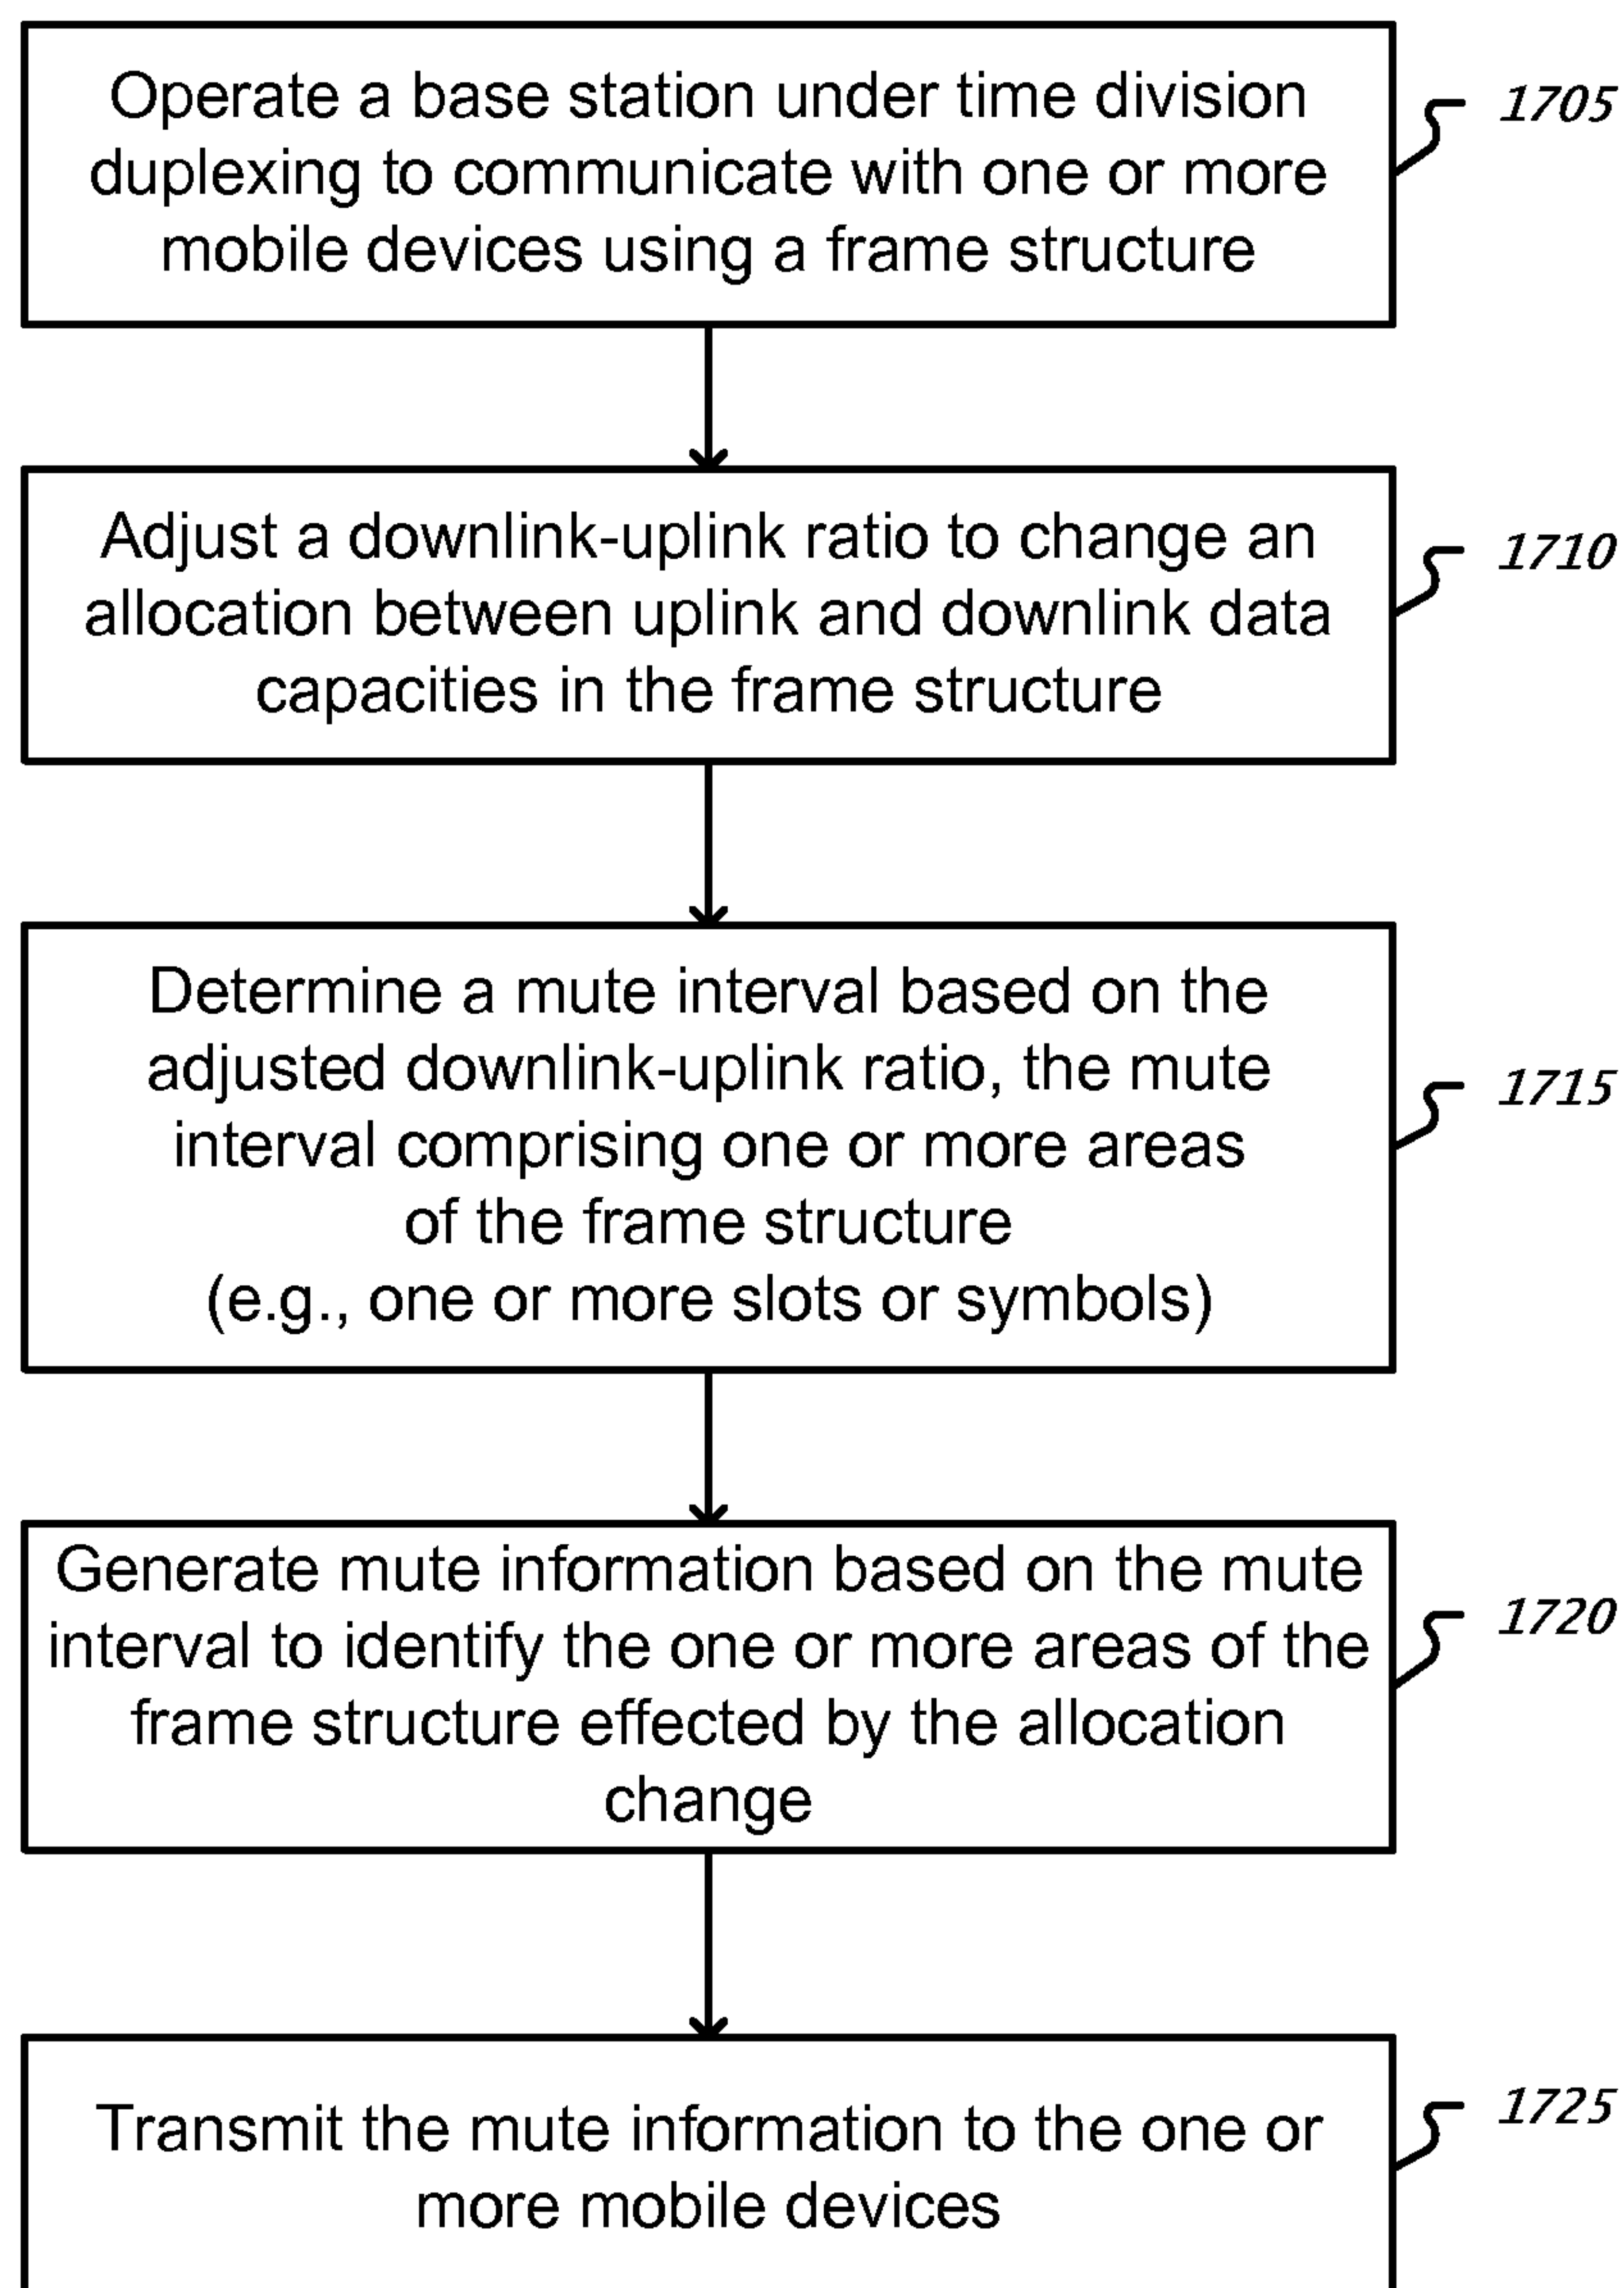 Operate a base station under time division
duplexing to communicate with one or more
mobile devices using a frame structure
1705
Adjust a downlink-uplink ratio to change an
allocation between uplink and downlink data
capacities in the frame structure
1710
Determine a mute interval based on the
adjusted downlink-uplink ratio, the mute
interval comprising one or more areas
of the frame structure
(e.g., one or more slots or symbols)
1715
Generate mute information based on the mute
interval to identify the one or more areas of the
frame structure effected by the allocation
change
1720
Transmit the mute information to the one or
more mobile devices
1725